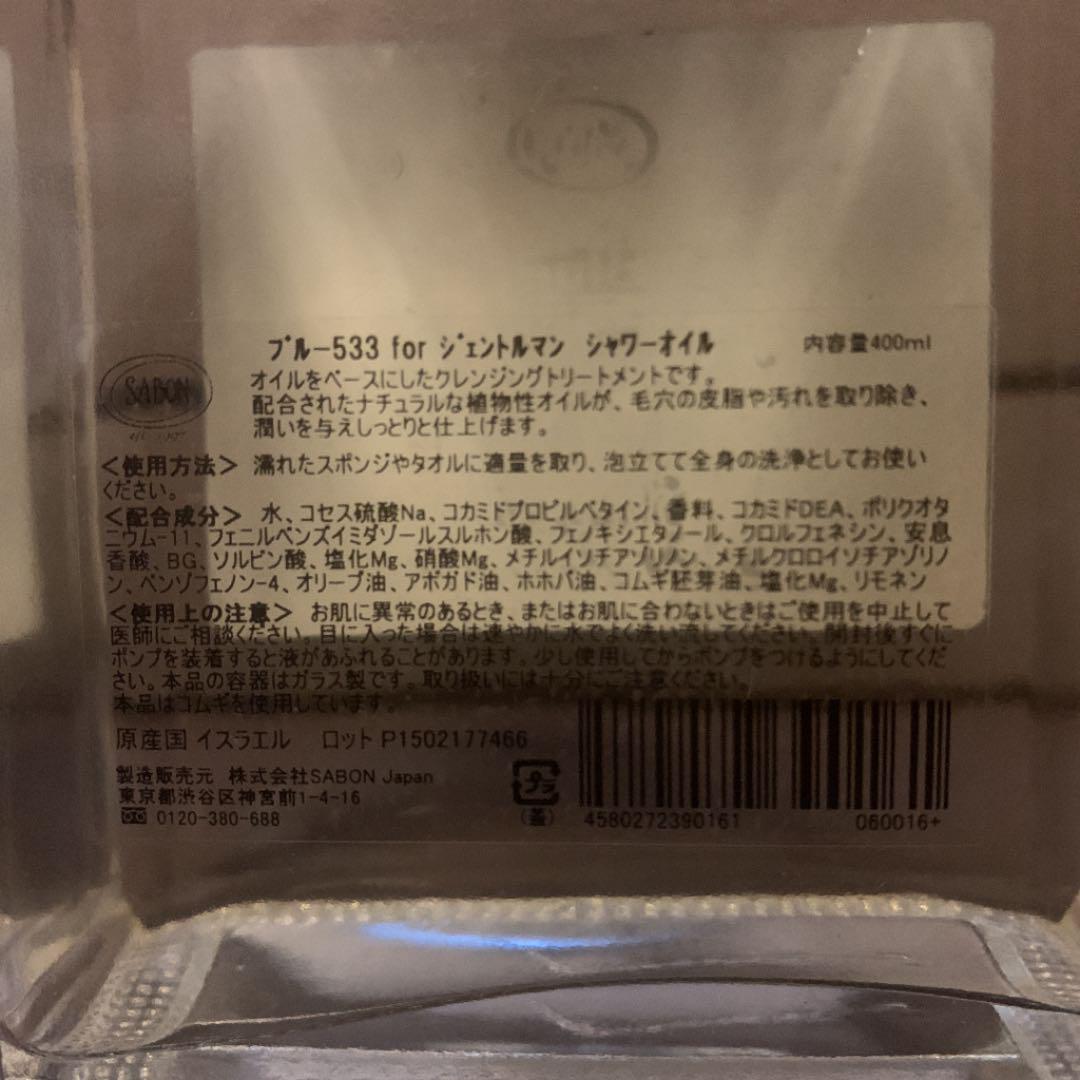 ブルー533 for ジェントルマン シャワーオイル 内容量400ml
SABON
オイルをベースにしたクレンジングトリートメントです。
配合されたナチュラルな植物性オイルが、毛穴の皮脂や汚れを取り除き、
潤いを与えしっとりと仕上げます。
<使用方法> 濡れたスポンジやタオルに適量を取り、泡立てて全身の洗浄としてお使い
ください。
<配合成分> 水、コセス硫酸Na、コカミドプロピルベタイン、香料、コカミドDEA、ポリクオタ
ニウム-11、フェニルベンズイミダゾールスルホン酸、フェノキシエタノール、クロルフェネシン、安息
香酸、BG、ソルビン酸、塩化Mg、硝酸Mg、メチルイソチアゾリノン、メチルクロロイソチアゾリノ
ン、ベンゾフェノン-4、オリーブ油、アボガド油、ホホバ油、コムギ胚芽油、塩化Mg、リモネン
<使用上の注意> お肌に異常のあるとき、またはお肌に合わないときはご使用を中止して
医師にご相談ください。目に入った場合は速やかに水でよく洗い流してください。開封後すぐに
ポンプを装着すると液があふれることがあります。少し使用してからポンプをつけるようにしてくだ
さい。本品の容器はガラス製です。取り扱いには十分にご注意ください。
本品はコムギを使用しています。
原産国 イスラエル ロット P1502177466
製造販売元 株式会社SABON Japan
東京都渋谷区神宮前1-4-16
0120-380-688
プラ
(蓋)
4580272390161 060016+